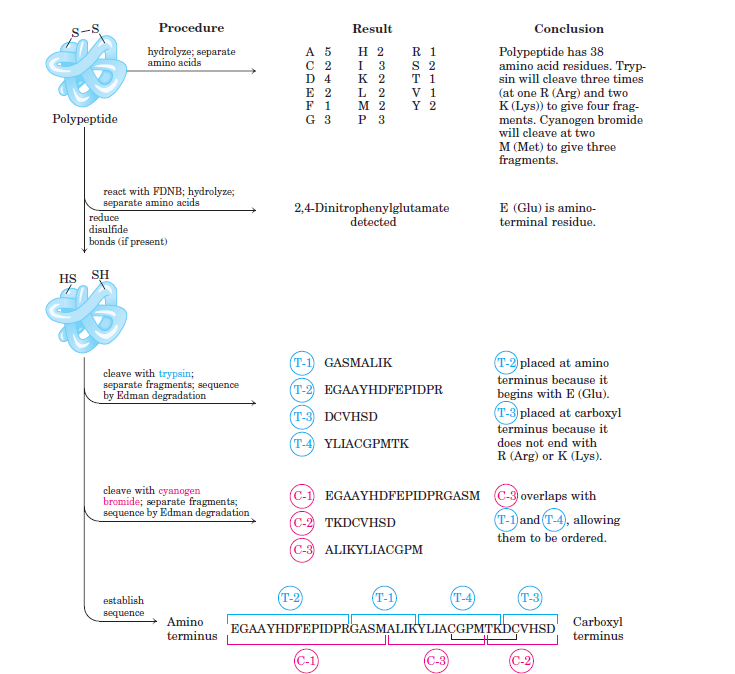 S–S
Procedure
Result
Conclusion
hydrolyze; separate
amino acids
A 5 H 2 R 1
C 2 I 3 S 2
D 4 K 2 T 1
E 2 L 2 V 1
F 1 M 2 Y 2
G 3 P 3
Polypeptide has 38
amino acid residues. Tryp-
sin will cleave three times
(at one R (Arg) and two
K (Lys)) to give four frag-
ments. Cyanogen bromide
will cleave at two
M (Met) to give three
fragments.
Polypeptide
react with FDNB; hydrolyze;
separate amino acids
2,4-Dinitrophenylglutamate
detected
E (Glu) is amino-
terminal residue.
reduce
disulfide
bonds (if present)
HS SH
cleave with trypsin;
separate fragments; sequence
by Edman degradation
T-1 GASMALIK
T-2 EGAAYHDFEPIDPR
T-3 DCVHSD
T-4 YLIACGPMTK
T-2 placed at amino
terminus because it
begins with E (Glu).
T-3 placed at carboxyl
terminus because it
does not end with
R (Arg) or K (Lys).
cleave with cyanogen
bromide; separate fragments;
sequence by Edman degradation
C-1 EGAAYHDFEPIDPRGASM
C-2 TKDCVHSD
C-3 ALIKYLIACGPM
C-3 overlaps with
T-1 and T-4, allowing
them to be ordered.
establish
sequence
T-2 T-1 T-4 T-3
Amino
terminus
EGAAYHDFEPIDPRGASMALIKYLIACGPMTKDCVHSD
Carboxyl
terminus
C-1 C-3 C-2